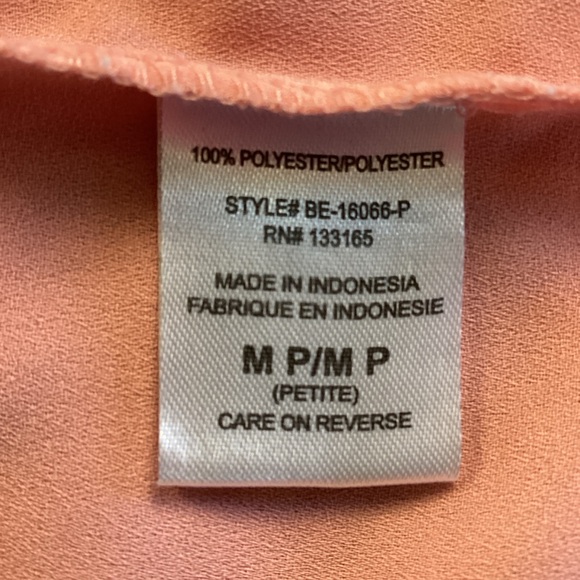 100% POLYESTER/POLYESTER
STYLE# BE-16066-P
RN# 133165
MADE IN INDONESIA
FABRIQUE EN INDONESIE
M P/M P
(PETITE)
CARE ON REVERSE